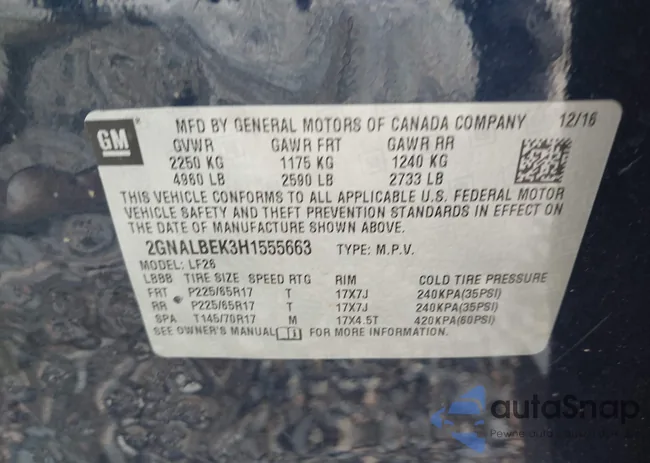 GM
MFD BY GENERAL MOTORS OF CANADA COMPANY 12/16
GVWR GAWR FRT GAWR RR
2250 KG 1175 KG 1240 KG
4960 LB 2590 LB 2733 LB
THIS VEHICLE CONFORMS TO ALL APPLICABLE U.S. FEDERAL MOTOR
VEHICLE SAFETY AND THEFT PREVENTION STANDARDS IN EFFECT ON
THE DATE OF MANUFACTURE SHOWN ABOVE.
2GNALBEK3H1555663 TYPE: M.P.V.
MODEL: LF26
LBBB TIRE SIZE SPEED RTG RIM COLD TIRE PRESSURE
FRT P225/65R17 T 17X7J 240KPA(35PSI)
RR P225/65R17 T 17X7J 240KPA(35PSI)
SPA T145/70R17 M 17X4.5T 420KPA(60PSI)
SEE OWNER'S MANUAL FOR MORE INFORMATION.
autoSnap